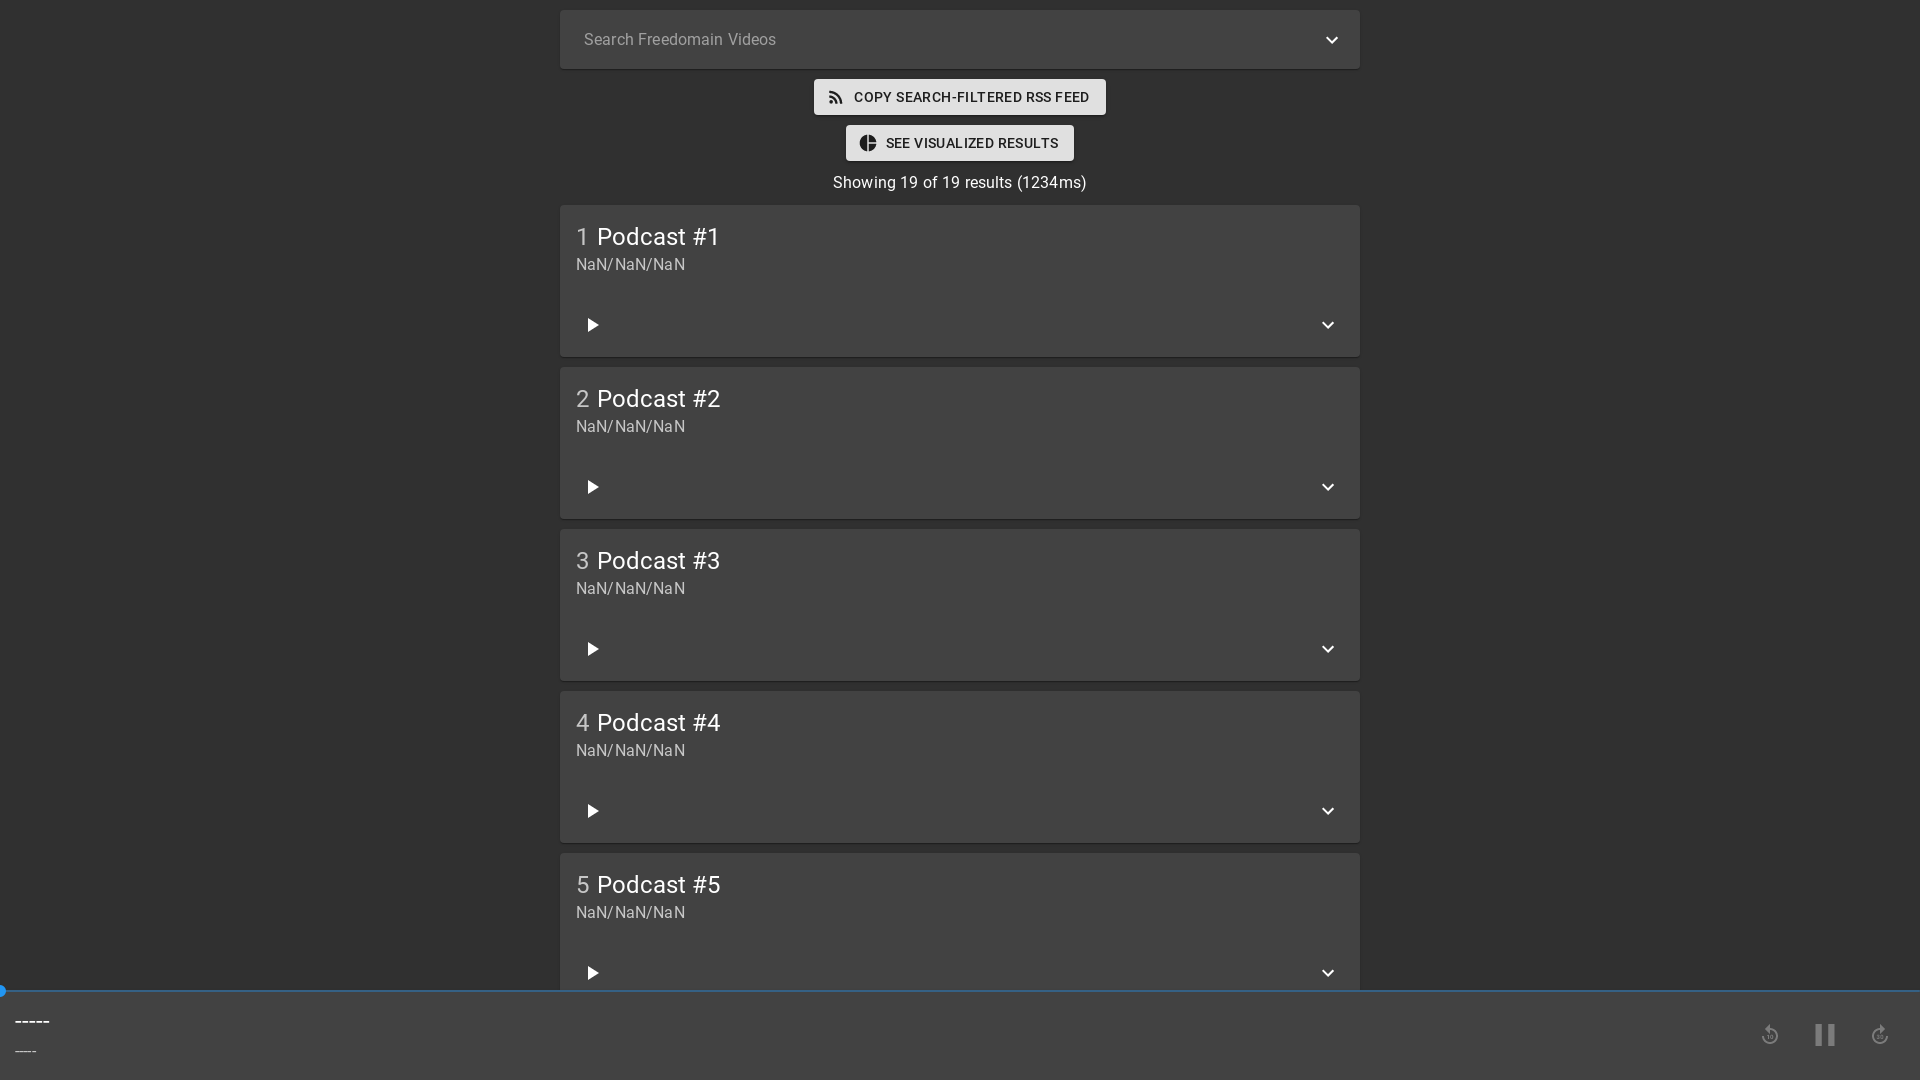 Search Freedomain Videos
COPY SEARCH-FILTERED RSS FEED
SEE VISUALIZED RESULTS
Showing 19 of 19 results (1234ms)
1 Podcast #1
NaN/NaN/NaN
2 Podcast #2
NaN/NaN/NaN
3 Podcast #3
NaN/NaN/NaN
4 Podcast #4
NaN/NaN/NaN
5 Podcast #5
NaN/NaN/NaN
-----
-----